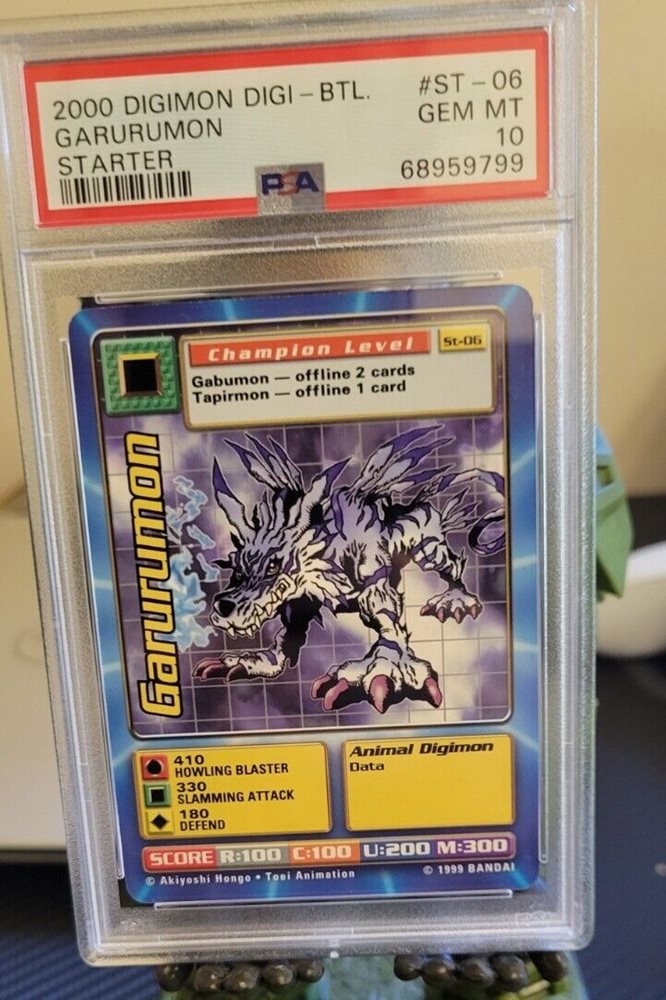 2000 DIGIMON DIGI-BTL. #ST-06
GARURUMON GEM MT
STARTER 10
PSA 68959799
Champion Level St-06
Gabumon — offline 2 cards
Tapirmon — offline 1 card
Garurumon
410
HOWLING BLASTER
330
SLAMMING ATTACK
180
DEFEND
Animal Digimon
Data
SCORE R:100 C:100 U:200 M:300
© Akiyoshi Hongo • Toei Animation © 1999 BANDAI